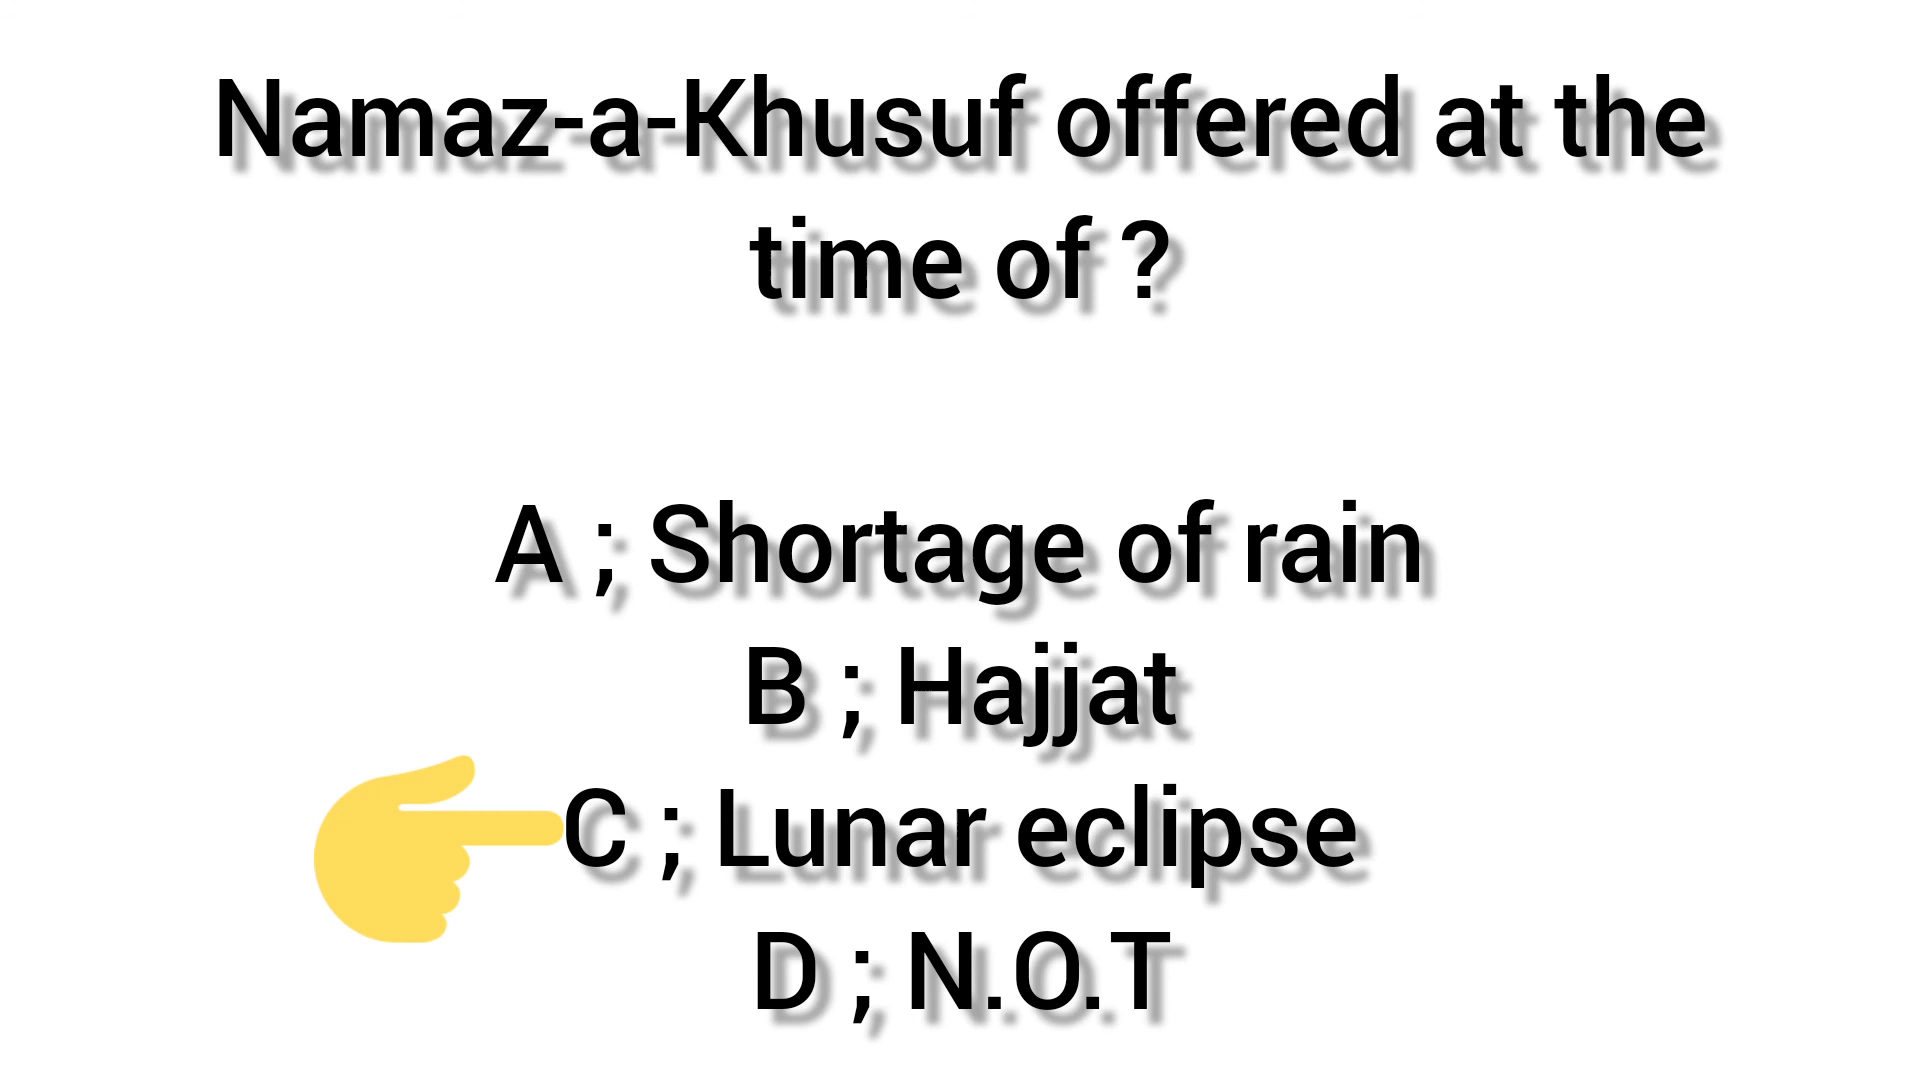 Namaz-a-Khusuf offered at the
time of ?
A ; Shortage of rain
B ; Hajjat
C ; Lunar eclipse
D ; N.O.T